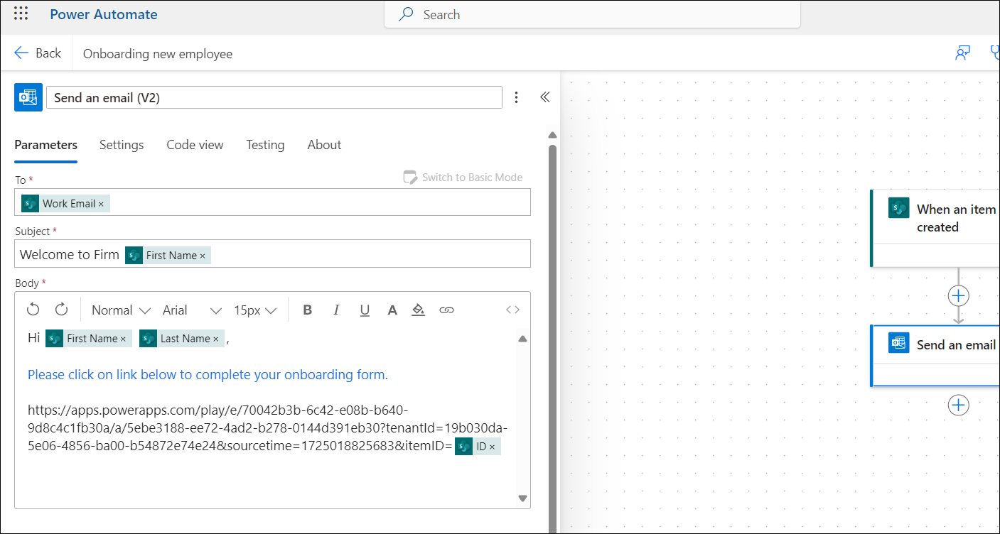 Power Automate
Search
Back
Onboarding new employee
Send an email (V2)
Parameters
Settings
Code view
Testing
About
To *
Switch to Basic Mode
Work Email ×
Subject *
Welcome to Firm First Name ×
Body *
Normal
Arial
15px
B
I
U
A
Hi First Name × Last Name × ,
Please click on link below to complete your onboarding form.
https://apps.powerapps.com/play/e/70042b3b-6c42-e08b-b640-
9d8c4c1fb30a/a/5ebe3188-ee72-4ad2-b278-0144d391eb30?tenantId=19b030da-
5e06-4856-ba00-b54872e74e24&sourcetime=1725018825683&itemID= ID ×
When an item
created
Send an email